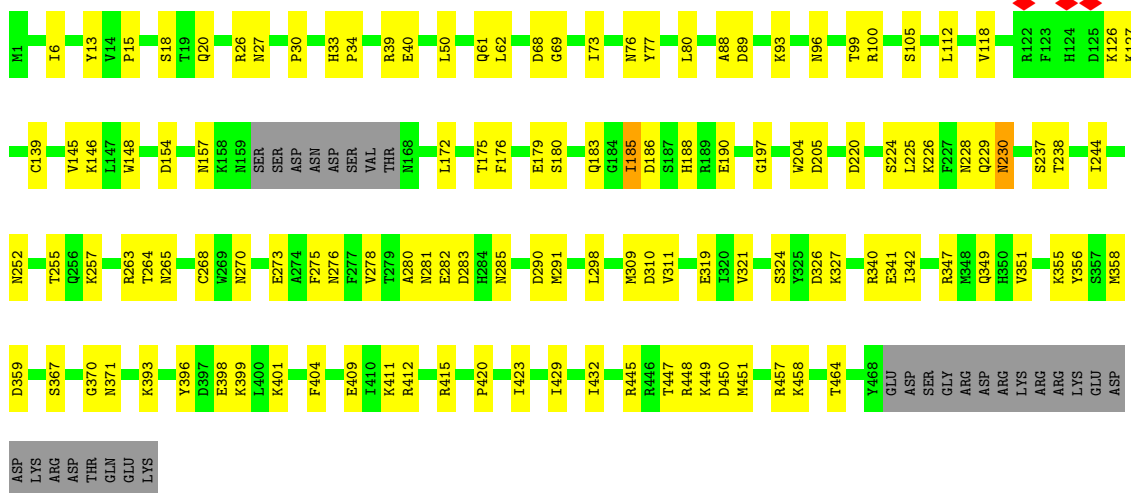 M1 I6 Y13 V14 P15 S18 T19 Q20 R26 N27 P30 H33 P34 R39 E40 L50 Q61 L62 D68 G69 I73 N76 Y77 L80 A88 D89 K93 N96 T99 R100 S105 L112 V118 R122 F123 H124 D125 K126 K127
C139 V145 K146 L147 W148 D154 N157 K158 N159 SER SER ASP ASN ASP SER VAL THR N168 L172 T175 F176 E179 S180 Q183 G184 I185 D186 S187 H188 R189 E190 G197 W204 D205 D220 S224 L225 K226 F227 N228 Q229 N230 S237 T238 I244
N252 T255 Q256 K257 R263 T264 N265 C268 W269 N270 E273 A274 F275 N276 F277 V278 T279 A280 N281 E282 D283 H284 N285 D290 M291 L298 M309 D310 V311 E319 I320 V321 S324 Y325 D326 K327 R340 E341 I342 R347 M348 Q349 H350 V351 K355 Y356 S357 M358
D359 S367 G370 N371 K393 Y396 D397 E398 K399 L400 K401 F404 E409 I410 K411 R412 R415 P420 I423 I429 I432 R445 R446 T447 R448 K449 D450 M451 R457 K458 T464 Y468 GLU ASP SER GLY ARG ASP ARG LYS ARG ARG LYS GLU ASP
ASP LYS ARG ASP THR GLN GLU LYS